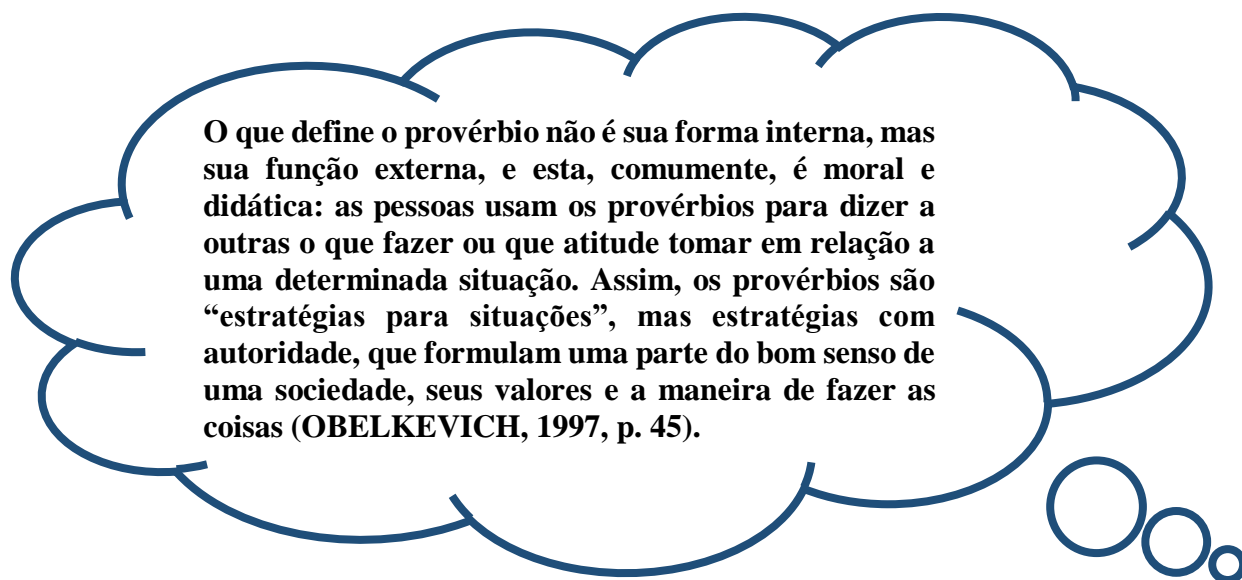 O que define o provérbio não é sua forma interna, mas
sua função externa, e esta, comumente, é moral e
didática: as pessoas usam os provérbios para dizer a
outras o que fazer ou que atitude tomar em relação a
uma determinada situação. Assim, os provérbios são
“estratégias para situações”, mas estratégias com
autoridade, que formulam uma parte do bom senso de
uma sociedade, seus valores e a maneira de fazer as
coisas (OBELKEVICH, 1997, p. 45).